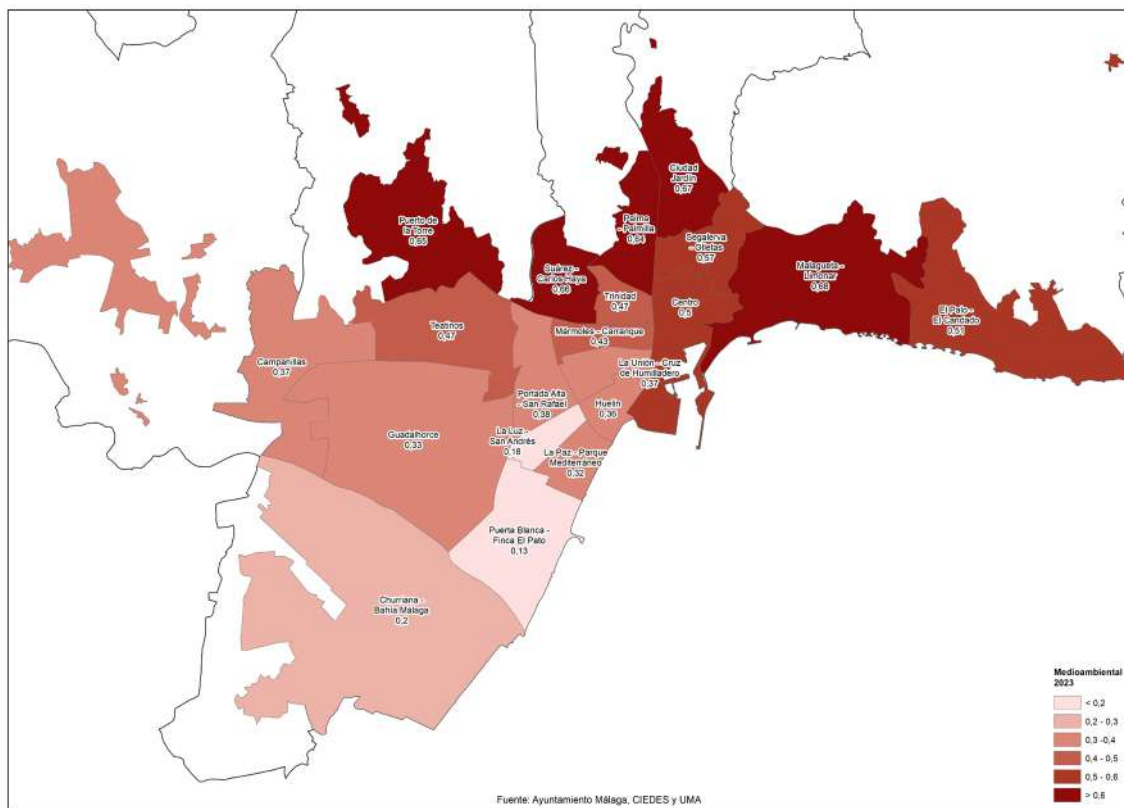 Ciudad
Jardín
0,67
Palma
- Palmilla
0,64
Puerto de
la Torre
0,65
Segalerva
- Olletas
0,57
Suárez -
Carlos Haya
0,66
Malagueta -
Limonar
0,68
Trinidad
0,47
Centro
0,5
El Palo -
El Candado
0,51
Teatinos
0,47
Mármoles - Carranque
0,43
Campanillas
0,37
La Unión - Cruz
de Humilladero
0,37
Portada Alta
- San Rafael
0,38
Huelin
0,36
Guadalhorce
0,33
La Luz -
San Andrés
0,18
La Paz - Parque
Mediterráneo
0,32
Puerta Blanca -
Finca El Pato
0,13
Churriana -
Bahía Málaga
0,2
Medioambiental
2023
< 0,2
0,2 - 0,3
0,3 -0,4
0,4 - 0,5
0,5 - 0,6
> 0,6
Fuente: Ayuntamiento Málaga, CIEDES y UMA